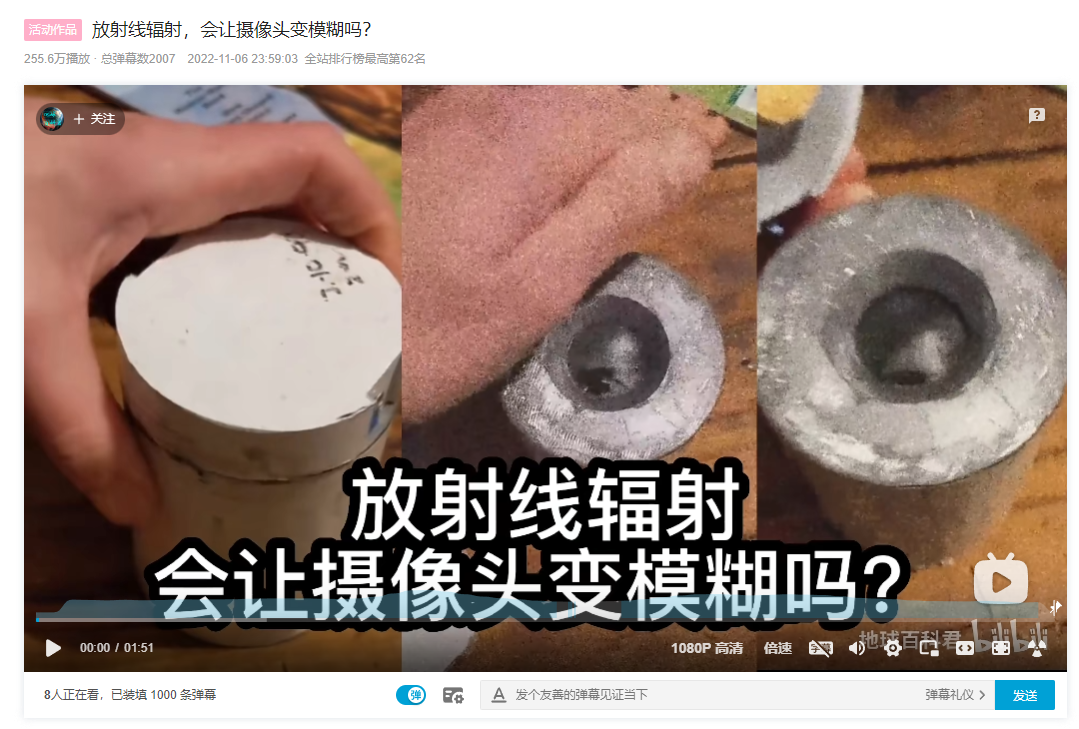 活动作品 放射线辐射，会让摄像头变模糊吗？
255.6万播放 · 总弹幕数2007 2022-11-06 23:59:03 全站排行榜最高第62名
+ 关注
?
放射线辐射
会让摄像头变模糊吗?
地球百科君 bilibili
00:00 / 01:51 1080P 高清 倍速
8人正在看，已装填 1000 条弹幕 弹 A 发个友善的弹幕见证当下 弹幕礼仪 > 发送